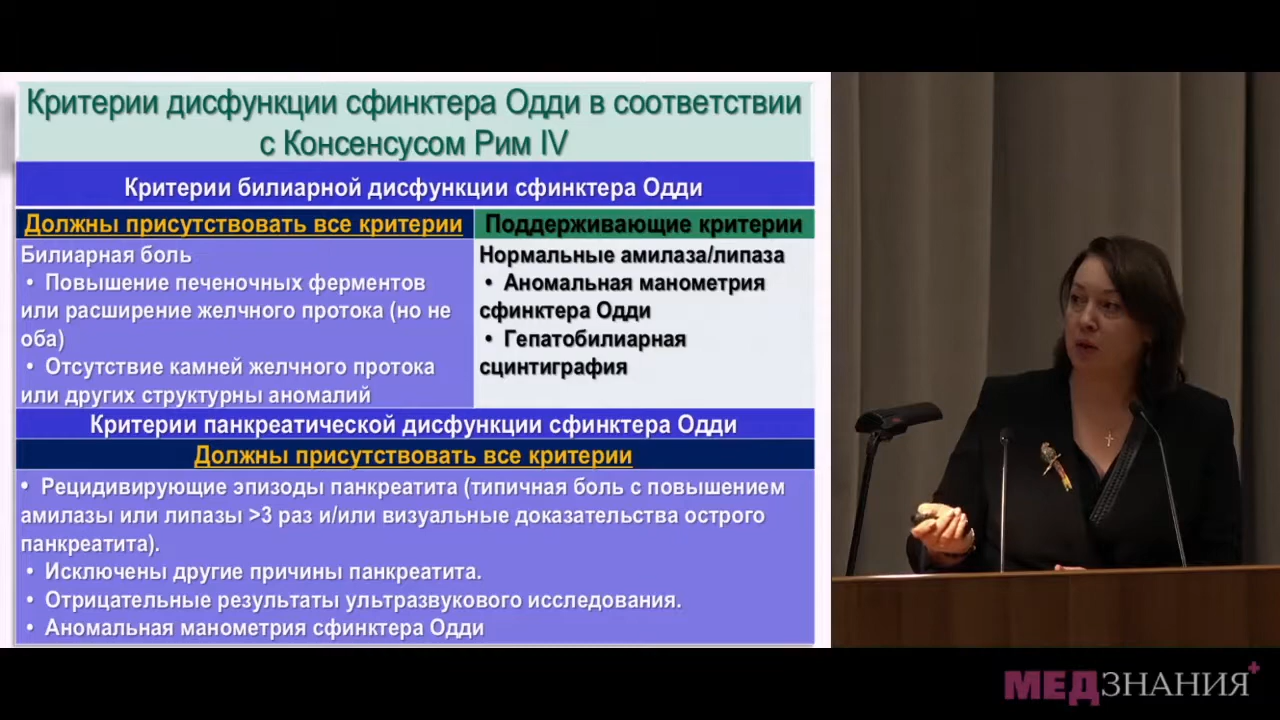 Критерии дисфункции сфинктера Одди в соответствии
с Консенсусом Рим IV
Критерии билиарной дисфункции сфинктера Одди
Должны присутствовать все критерии
Билиарная боль
• Повышение печеночных ферментов
или расширение желчного протока (но не
оба)
• Отсутствие камней желчного протока
или других структурны аномалий
Поддерживающие критерии
Нормальные амилаза/липаза
• Аномальная манометрия
сфинктера Одди
• Гепатобилиарная
сцинтиграфия
Критерии панкреатической дисфункции сфинктера Одди
Должны присутствовать все критерии
• Рецидивирующие эпизоды панкреатита (типичная боль с повышением
амилазы или липазы >3 раз и/или визуальные доказательства острого
панкреатита).
• Исключены другие причины панкреатита.
• Отрицательные результаты ультразвукового исследования.
• Аномальная манометрия сфинктера Одди
МЕДЗНАНИЯ+